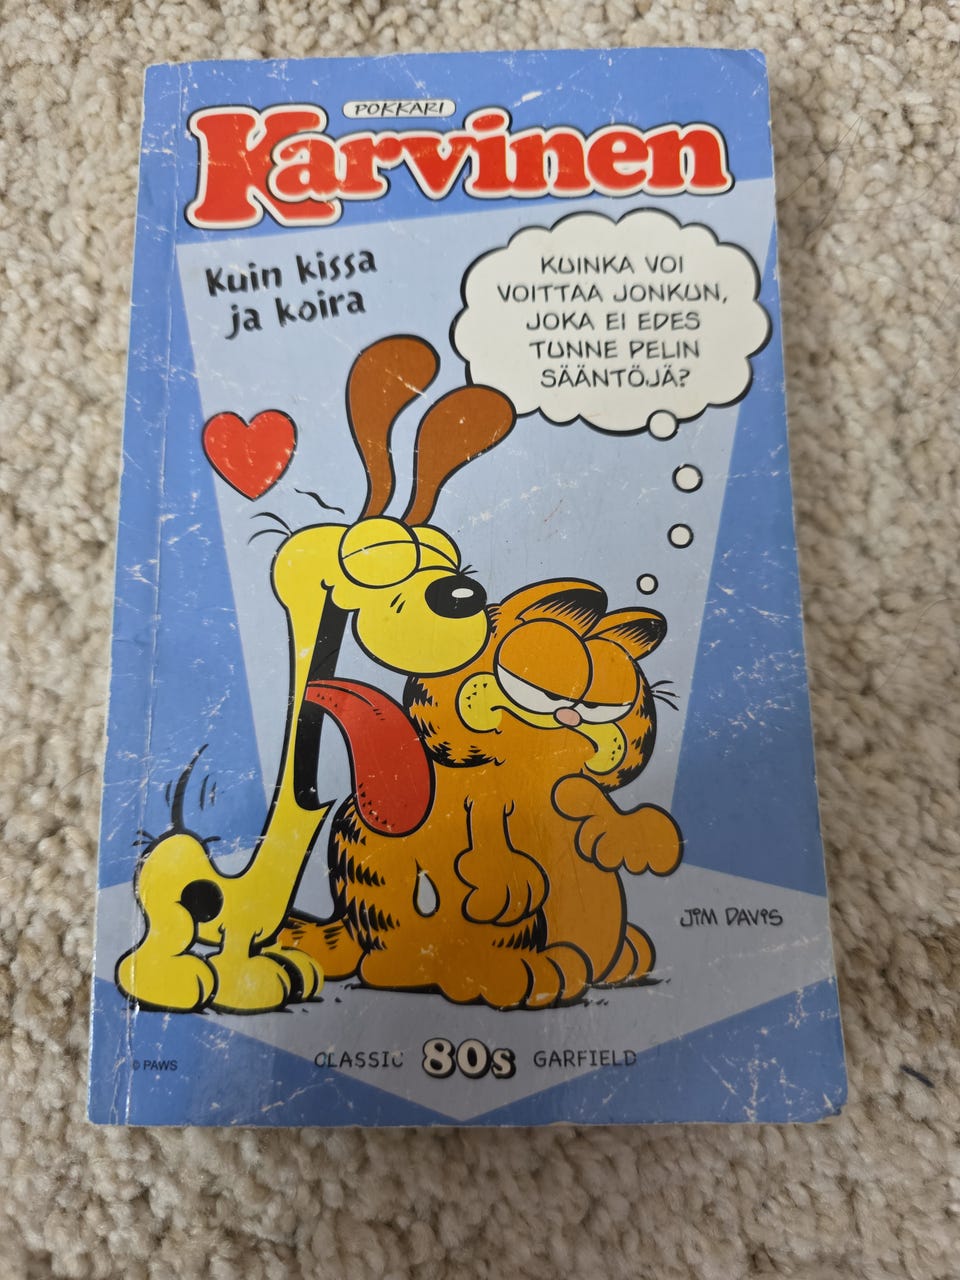 POKKARI
Karvinen
Kuin kissa
ja koira
KUINKA VOI
VOITTAA JONKUN,
JOKA EI EDES
TUNNE PELIN
SÄÄNTÖJÄ?
JIM DAVIS
© PAWS
CLASSIC 80s GARFIELD